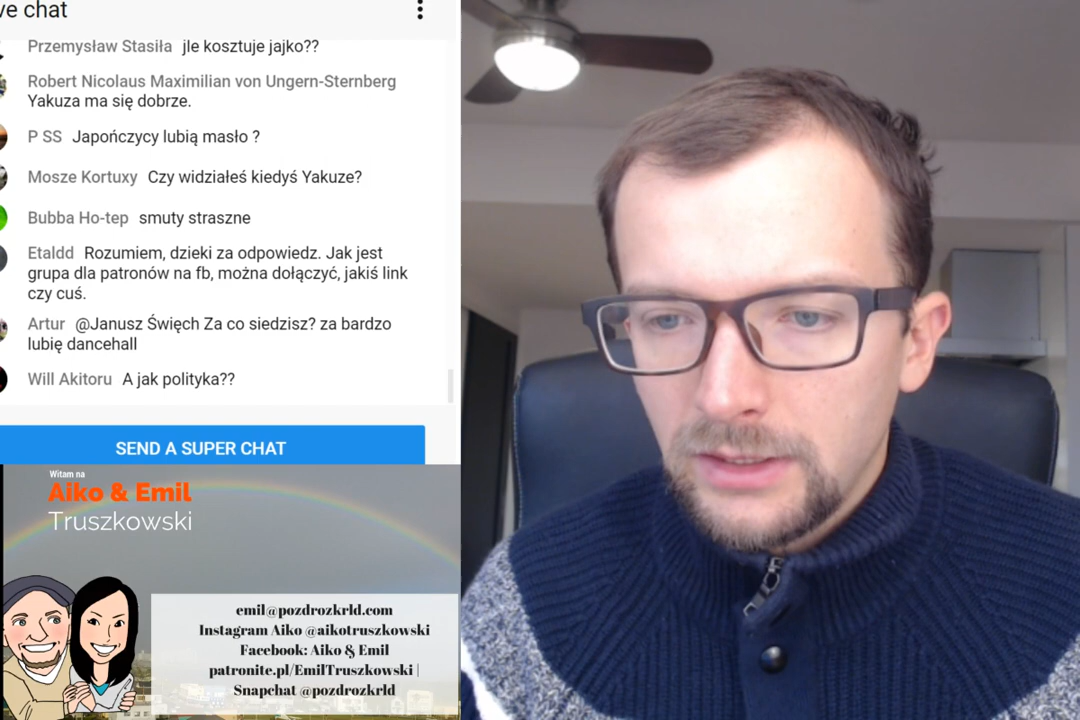 ve chat
Przemysław Stasiła jle kosztuje jajko??
Robert Nicolaus Maximilian von Ungern-Sternberg
Yakuza ma się dobrze.
P SS Japończycy lubią masło ?
Mosze Kortuxy Czy widziałeś kiedyś Yakuze?
Bubba Ho-tep smuty straszne
Etaldd Rozumiem, dzieki za odpowiedz. Jak jest
grupa dla patronów na fb, można dołączyć, jakiś link
czy cuś.
Artur @Janusz Święch Za co siedzisz? za bardzo
lubię dancehall
Will Akitoru A jak polityka??
SEND A SUPER CHAT
Witam na
Aiko & Emil
Truszkowski
emil@pozdrozkrld.com
Instagram Aiko @aikotruszkowski
Facebook: Aiko & Emil
patronite.pl/EmilTruszkowski |
Snapchat @pozdrozkrld